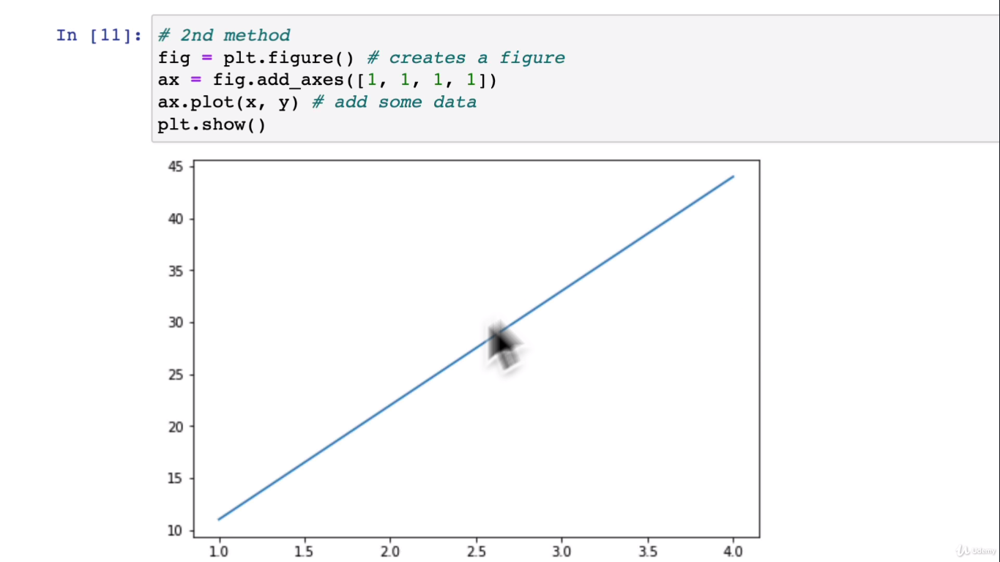 In [11]:
# 2nd method
fig = plt.figure() # creates a figure
ax = fig.add_axes([1, 1, 1, 1])
ax.plot(x, y) # add some data
plt.show()
45
40
35
30
25
20
15
10
1.0 1.5 2.0 2.5 3.0 3.5 4.0
Udemy